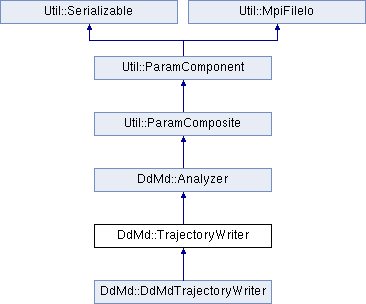 Util::Serializable
Util::MpiFileIo
Util::ParamComponent
Util::ParamComposite
DdMd::Analyzer
DdMd::TrajectoryWriter
DdMd::DdMdTrajectoryWriter